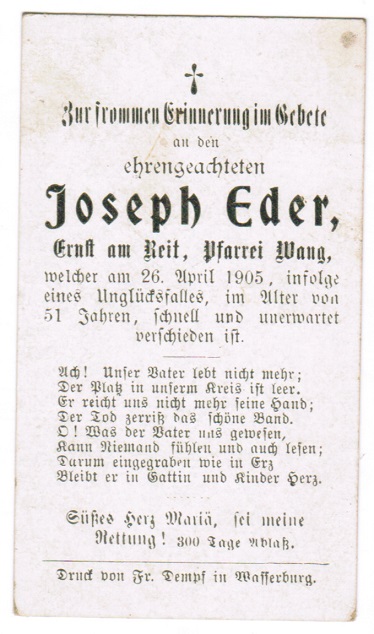 Zur frommen Erinnerung im Gebete
an den
ehrengeachteten
Joseph Eder,
Ernst am Reit, Pfarrei Wang,
welcher am 26. April 1905, infolge
eines Unglücksfalles, im Alter von
51 Jahren, schnell und unerwartet
verschieden ist.
Ach! Unser Vater lebt nicht mehr;
Der Platz in unserm Kreis ist leer.
Er reicht uns nicht mehr seine Hand;
Der Tod zerriß das schöne Band.
O! Was der Vater uns gewesen,
Kann Niemand fühlen und auch lesen;
Darum eingegraben wie in Erz
Bleibt er in Gattin und Kinder Herz.
Süßes Herz Mariä, sei meine
Rettung! 300 Tage Ablaß.
Druck von Fr. Dempf in Wasserburg.